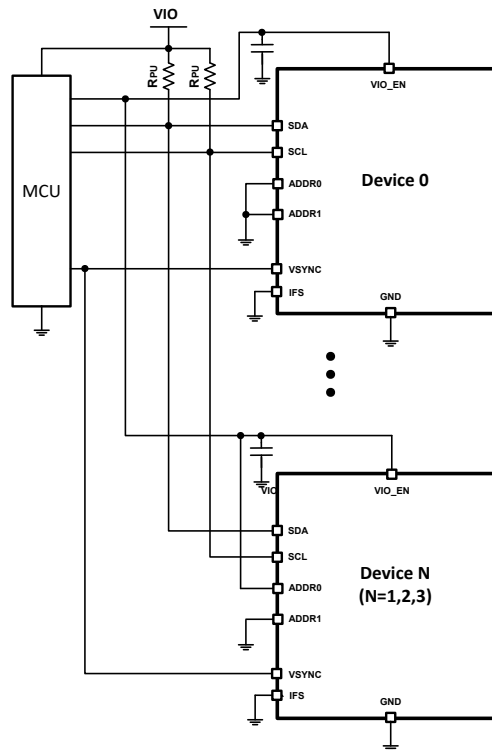 VIO
RPU
RPU
VIO_EN
SDA
SCL
MCU
ADDR0
Device 0
ADDR1
VSYNC
IFS
GND
VIO
VIO_EN
SDA
SCL
ADDR0
Device N
(N=1,2,3)
ADDR1
VSYNC
IFS
GND